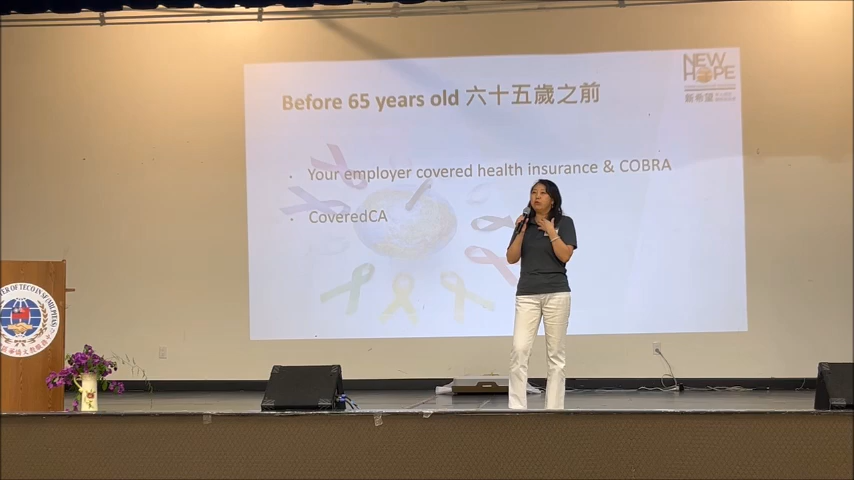 NEW
HOPE
新希望
Before 65 years old 六十五歲之前
• Your employer covered health insurance & COBRA
• CoveredCA